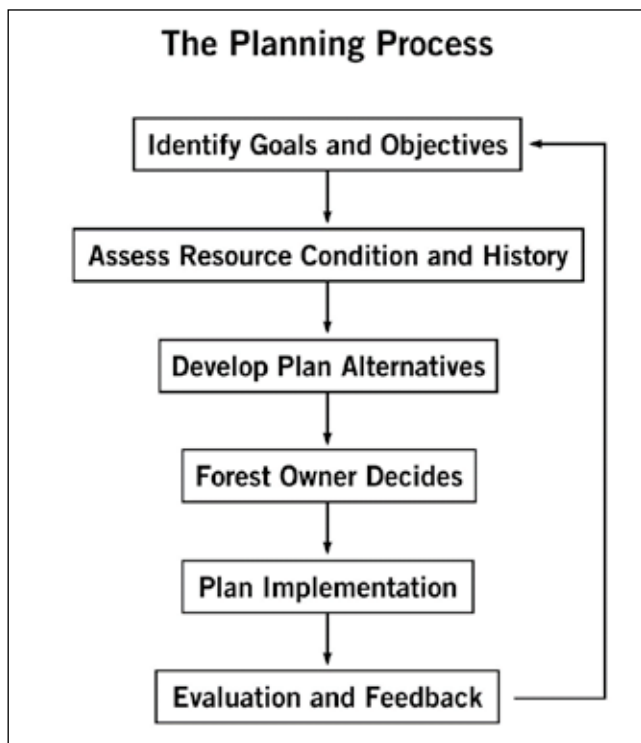 The Planning Process
Identify Goals and Objectives
Assess Resource Condition and History
Develop Plan Alternatives
Forest Owner Decides
Plan Implementation
Evaluation and Feedback